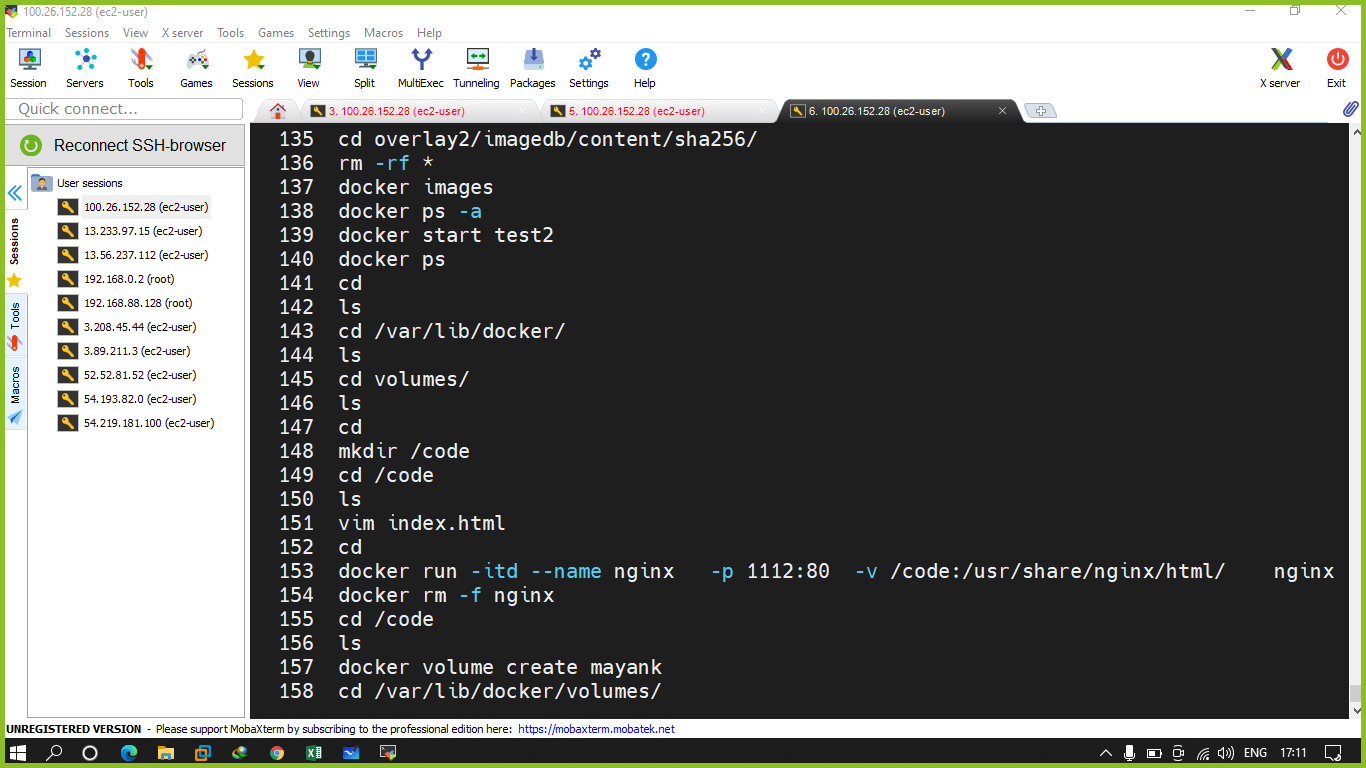 100.26.152.28 (ec2-user)
Terminal Sessions View X server Tools Games Settings Macros Help
Session Servers Tools Games Sessions View Split MultiExec Tunneling Packages Settings Help X server Exit
Quick connect...
3. 100.26.152.28 (ec2-user) 5. 100.26.152.28 (ec2-user) 6. 100.26.152.28 (ec2-user)
Reconnect SSH-browser
Sessions
Tools
Macros
User sessions
100.26.152.28 (ec2-user)
13.233.97.15 (ec2-user)
13.56.237.112 (ec2-user)
192.168.0.2 (root)
192.168.88.128 (root)
3.208.45.44 (ec2-user)
3.89.211.3 (ec2-user)
52.52.81.52 (ec2-user)
54.193.82.0 (ec2-user)
54.219.181.100 (ec2-user)
135 cd overlay2/imagedb/content/sha256/
136 rm -rf *
137 docker images
138 docker ps -a
139 docker start test2
140 docker ps
141 cd
142 ls
143 cd /var/lib/docker/
144 ls
145 cd volumes/
146 ls
147 cd
148 mkdir /code
149 cd /code
150 ls
151 vim index.html
152 cd
153 docker run -itd --name nginx -p 1112:80 -v /code:/usr/share/nginx/html/ nginx
154 docker rm -f nginx
155 cd /code
156 ls
157 docker volume create mayank
158 cd /var/lib/docker/volumes/
UNREGISTERED VERSION - Please support MobaXterm by subscribing to the professional edition here: https://mobaxterm.mobatek.net
ENG 17:11